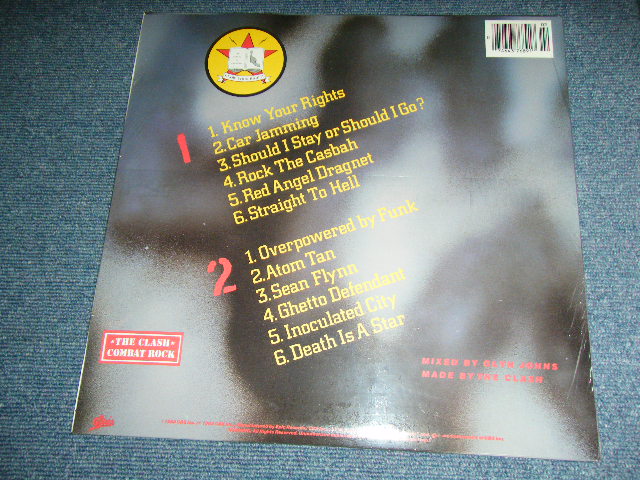 1
1. Know Your Rights
2. Car Jamming
3. Should I Stay or Should I Go?
4. Rock The Casbah
5. Red Angel Dragnet
6. Straight To Hell
2
1. Overpowered by Funk
2. Atom Tan
3. Sean Flynn
4. Ghetto Defendant
5. Inoculated City
6. Death Is A Star
THE CLASH
COMBAT ROCK
MIXED BY GLYN JOHNS
MADE BY THE CLASH
Epic